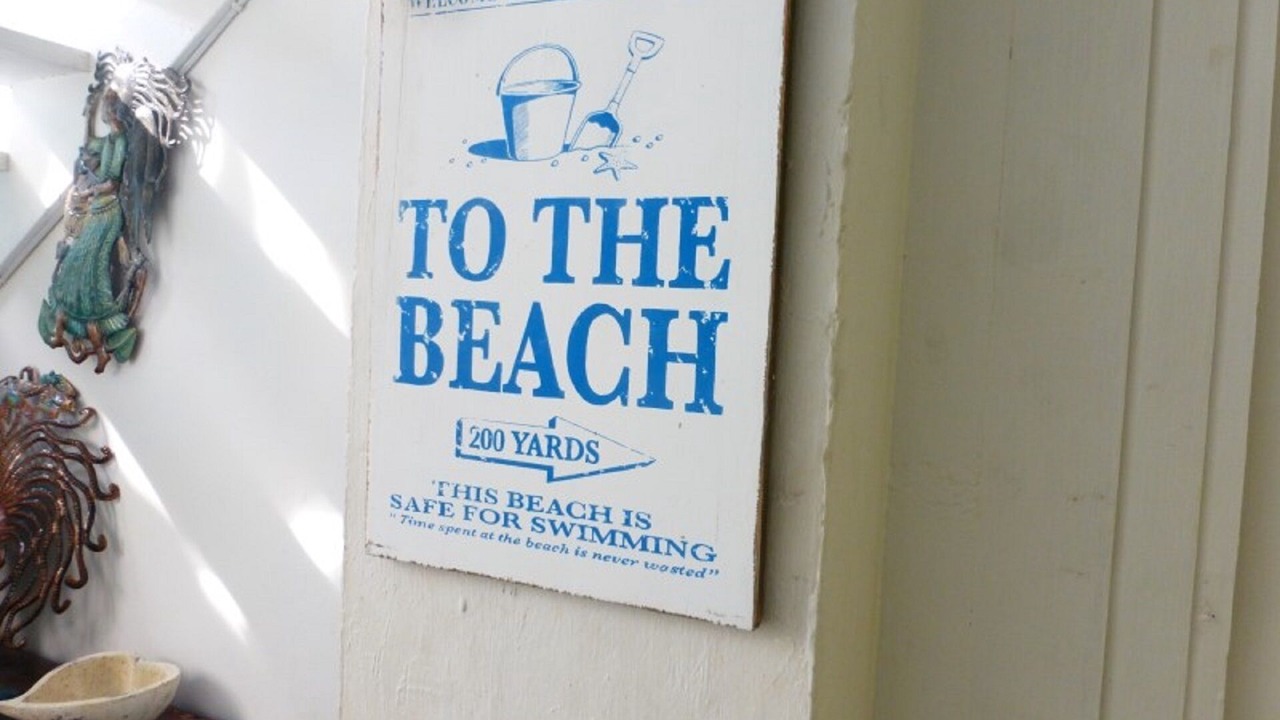 WELCOME
TO THE
BEACH
200 YARDS
THIS BEACH IS
SAFE FOR SWIMMING
"Time spent at the beach is never wasted"